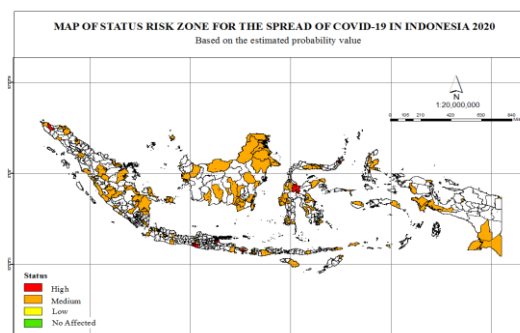 MAP OF STATUS RISK ZONE FOR THE SPREAD OF COVID-19 IN INDONESIA 2020
Based on the estimated probability value
N
1:20,000,000
Status
High
Medium
Low
No Affected